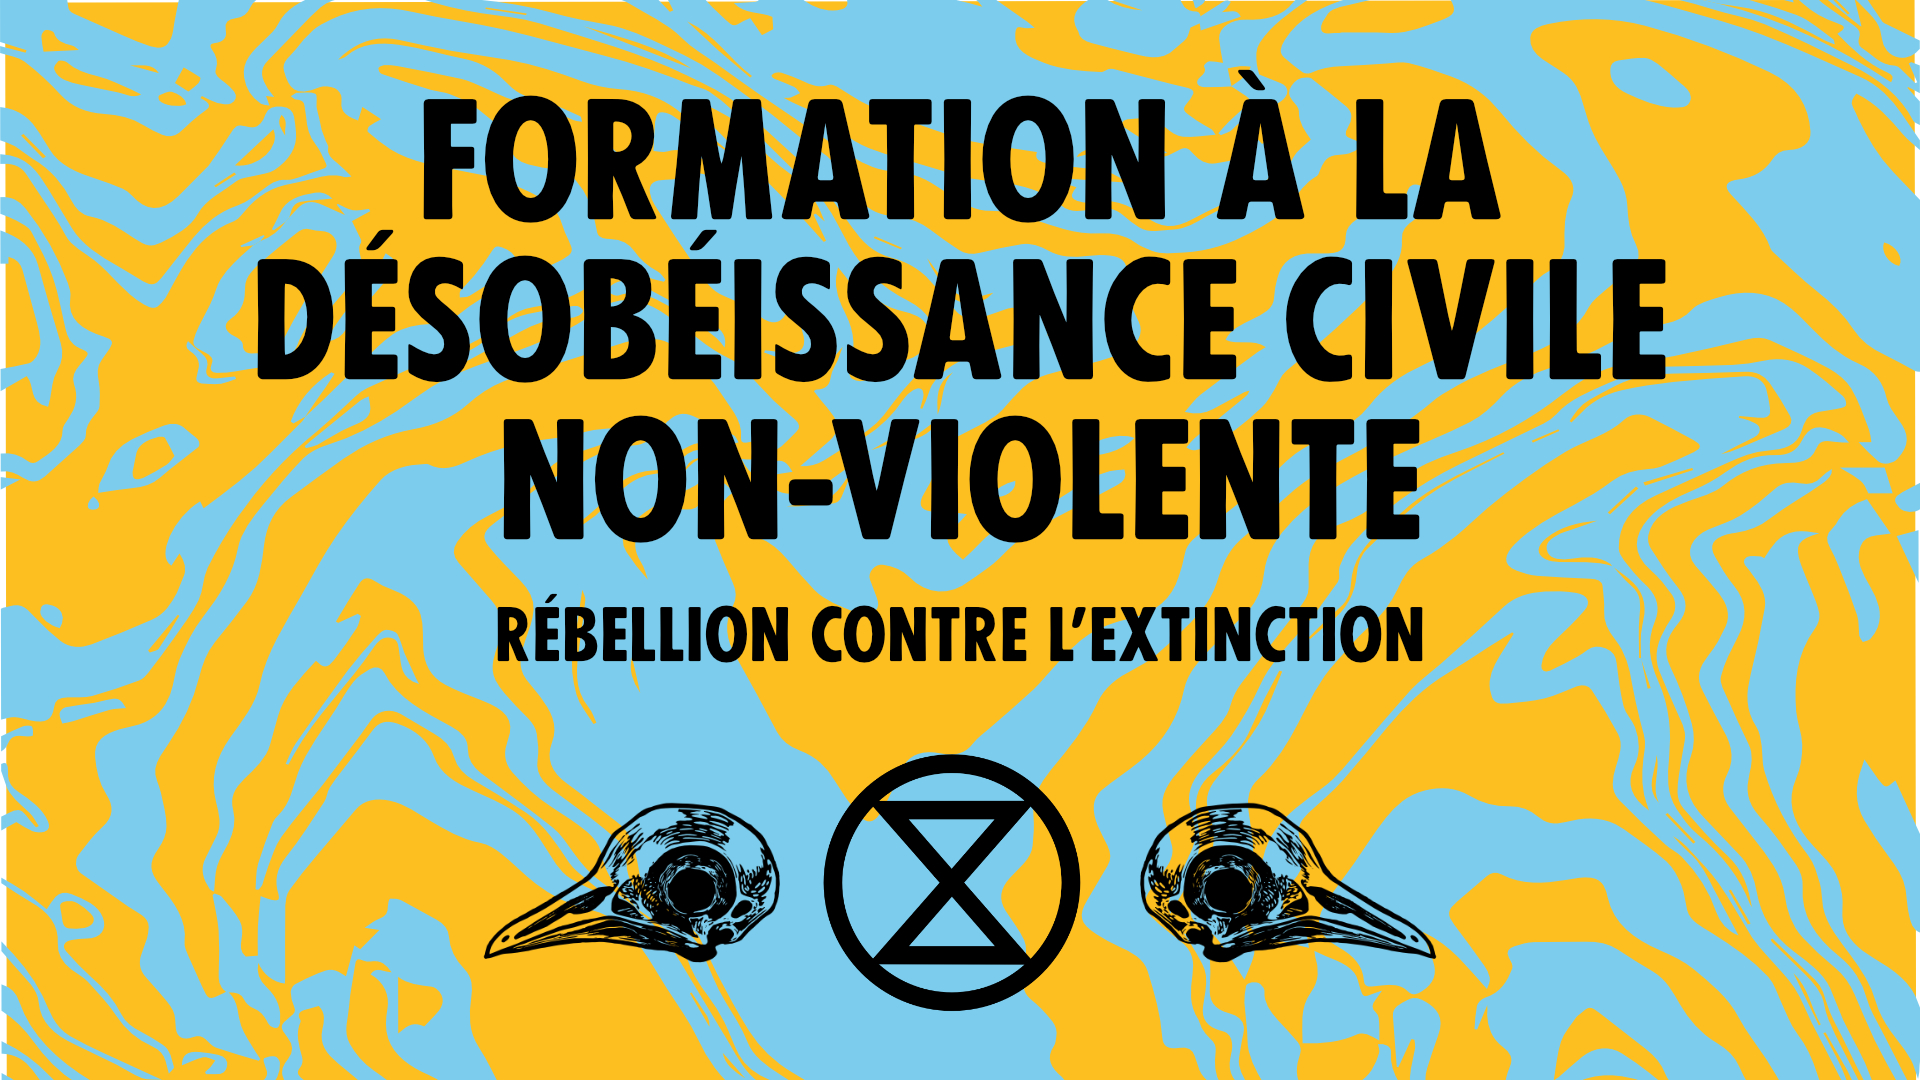 FORMATION À LA
DÉSOBÉISSANCE CIVILE
NON-VIOLENTE
RÉBELLION CONTRE L’EXTINCTION